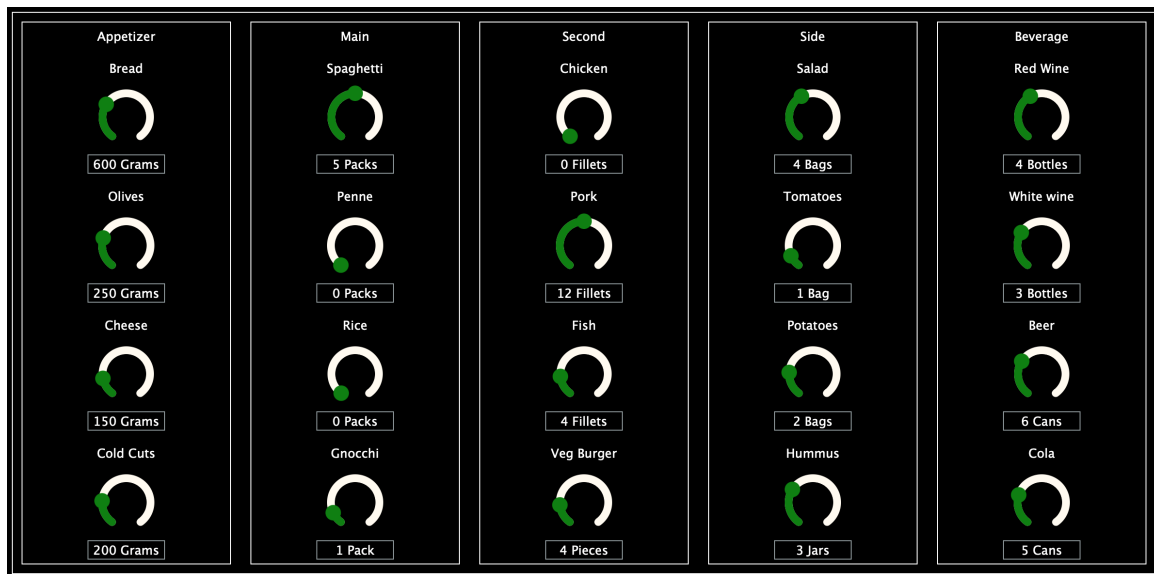 Appetizer
Main
Second
Side
Beverage
Bread
Spaghetti
Chicken
Salad
Red Wine
600 Grams
5 Packs
0 Fillets
4 Bags
4 Bottles
Olives
Penne
Pork
Tomatoes
White wine
250 Grams
0 Packs
12 Fillets
1 Bag
3 Bottles
Cheese
Rice
Fish
Potatoes
Beer
150 Grams
0 Packs
4 Fillets
2 Bags
6 Cans
Cold Cuts
Gnocchi
Veg Burger
Hummus
Cola
200 Grams
1 Pack
4 Pieces
3 Jars
5 Cans